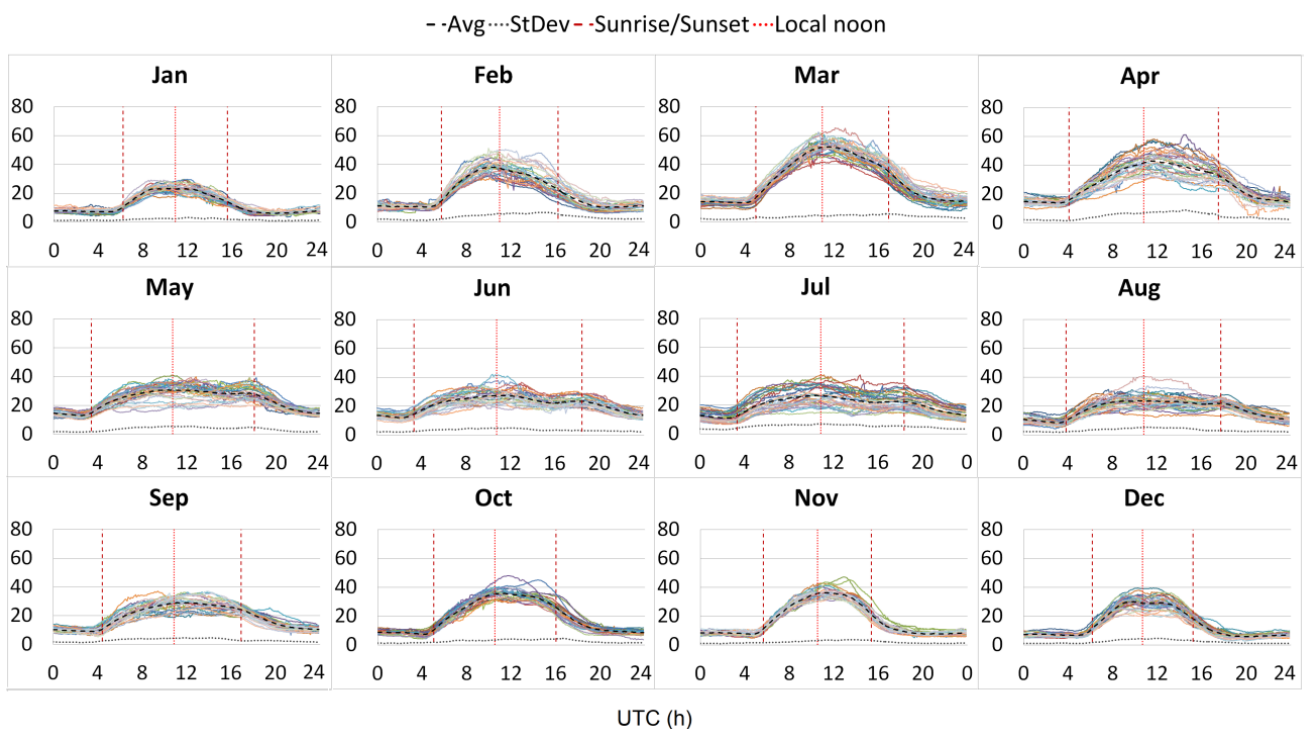 Avg StDev Sunrise/Sunset Local noon
Jan Feb Mar Apr
80 80 80 80
60 60 60 60
40 40 40 40
20 20 20 20
0 0 0 0
0 4 8 12 16 20 24 0 4 8 12 16 20 24 0 4 8 12 16 20 24 0 4 8 12 16 20 24
May Jun Jul Aug
80 80 80 80
60 60 60 60
40 40 40 40
20 20 20 20
0 0 0 0
0 4 8 12 16 20 24 0 4 8 12 16 20 24 0 4 8 12 16 20 0 0 4 8 12 16 20 24
Sep Oct Nov Dec
80 80 80 80
60 60 60 60
40 40 40 40
20 20 20 20
0 0 0 0
0 4 8 12 16 20 24 0 4 8 12 16 20 24 0 4 8 12 16 20 0 0 4 8 12 16 20 24
UTC (h)